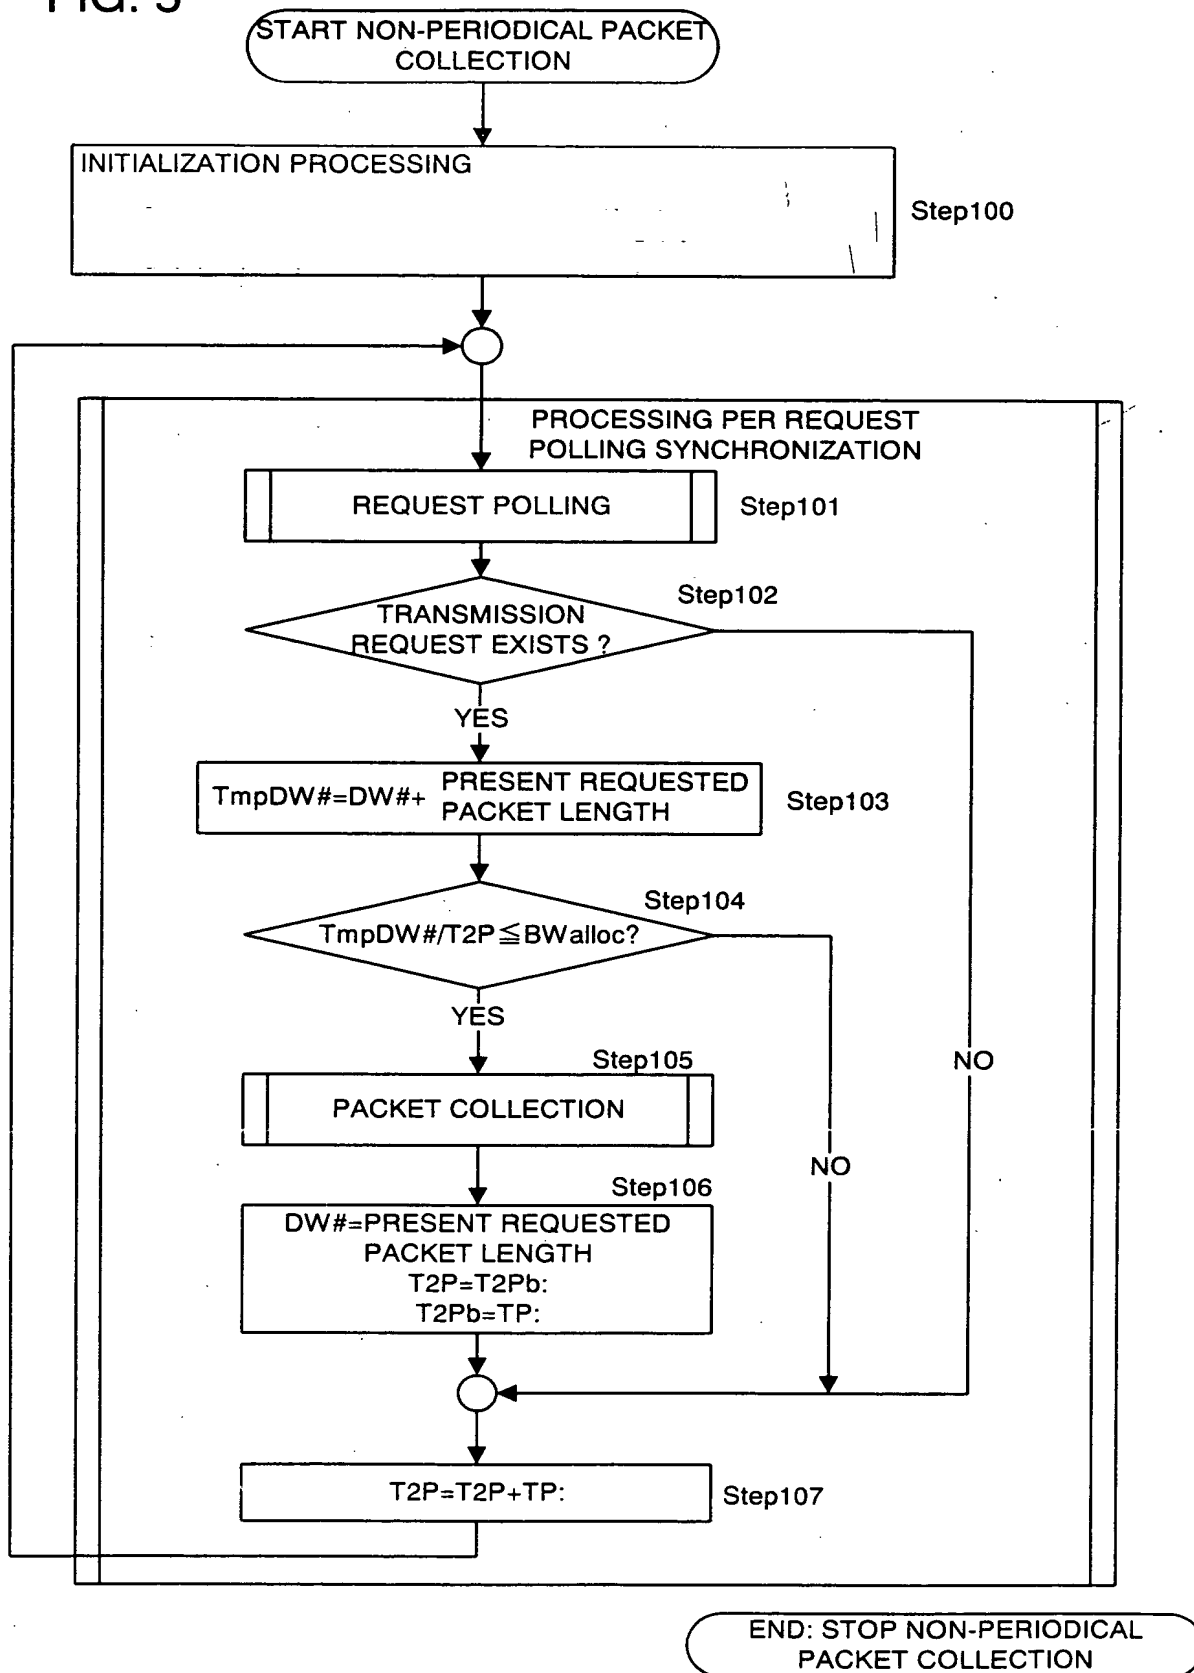 FIG. 3
START NON-PERIODICAL PACKET
COLLECTION
INITIALIZATION PROCESSING
Step100
PROCESSING PER REQUEST
POLLING SYNCHRONIZATION
REQUEST POLLING
Step101
Step102
TRANSMISSION
REQUEST EXISTS ?
YES
TmpDW#=DW#+ PRESENT REQUESTED
PACKET LENGTH
Step103
Step104
TmpDW#/T2P≦BWalloc?
YES
Step105
NO
PACKET COLLECTION
NO
Step106
DW#=PRESENT REQUESTED
PACKET LENGTH
T2P=T2Pb:
T2Pb=TP:
T2P=T2P+TP:
Step107
END: STOP NON-PERIODICAL
PACKET COLLECTION